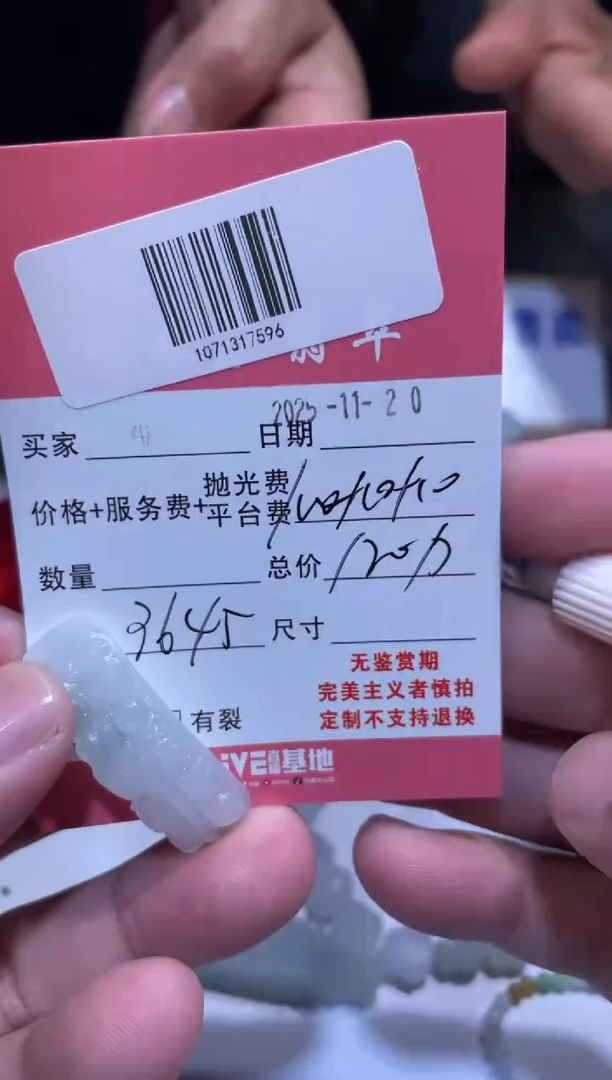 1071317596
翠
2025-11-20
买家 日期
抛光费
价格+服务费+平台费
数量 总价
3645 尺寸
无鉴赏期
完美主义者慎拍
有裂 定制不支持退换
基地